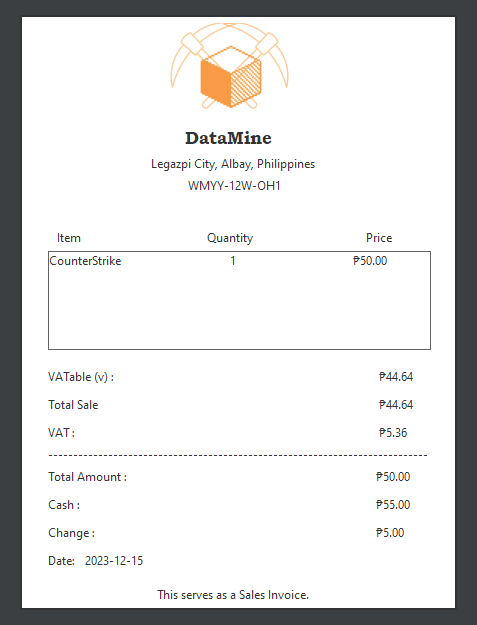 DataMine
Legazpi City, Albay, Philippines
WMYY-12W-OH1
Item Quantity Price
CounterStrike 1 ₱50.00
VATable (v) : ₱44.64
Total Sale ₱44.64
VAT : ₱5.36
Total Amount : ₱50.00
Cash : ₱55.00
Change : ₱5.00
Date: 2023-12-15
This serves as a Sales Invoice.